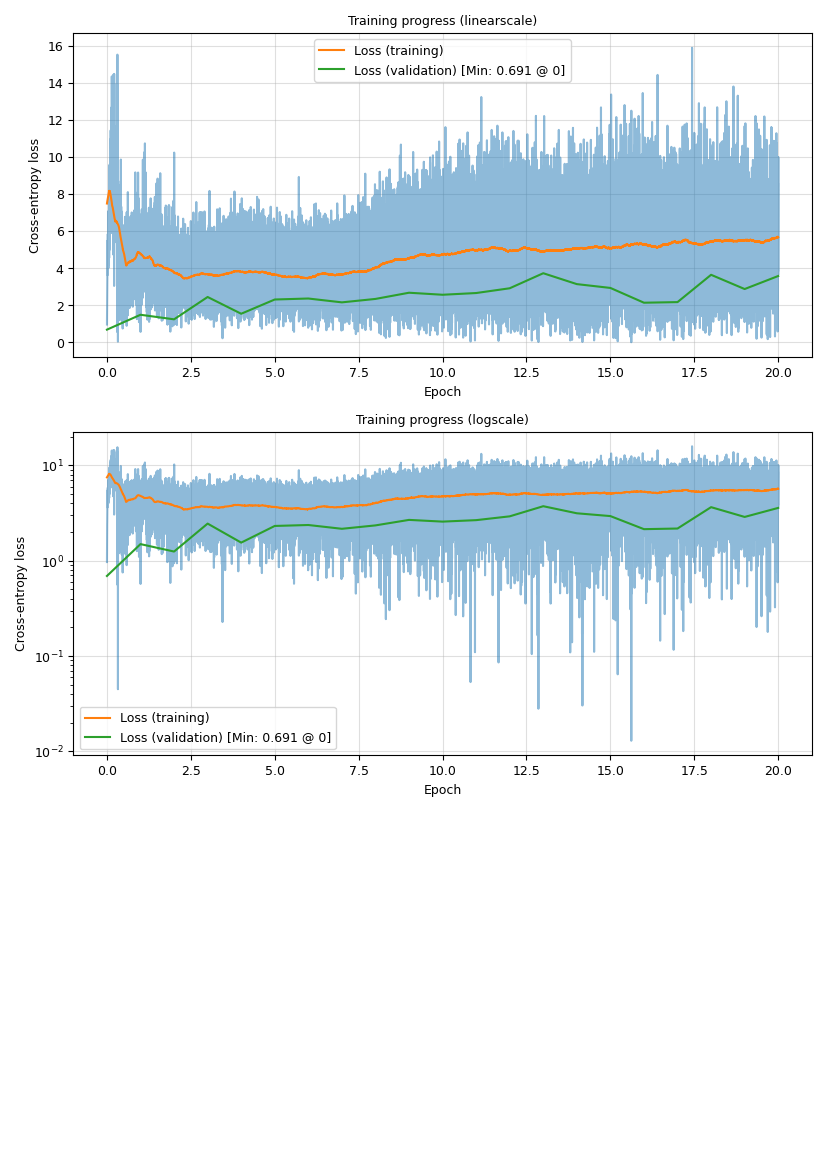 Training progress (linearscale)
16
14
12
10
8
6
4
2
0
Cross-entropy loss
Loss (training)
Loss (validation) [Min: 0.691 @ 0]
0.0 2.5 5.0 7.5 10.0 12.5 15.0 17.5 20.0
Epoch
Training progress (logscale)
10¹
10⁰
10⁻¹
10⁻²
Cross-entropy loss
Loss (training)
Loss (validation) [Min: 0.691 @ 0]
0.0 2.5 5.0 7.5 10.0 12.5 15.0 17.5 20.0
Epoch